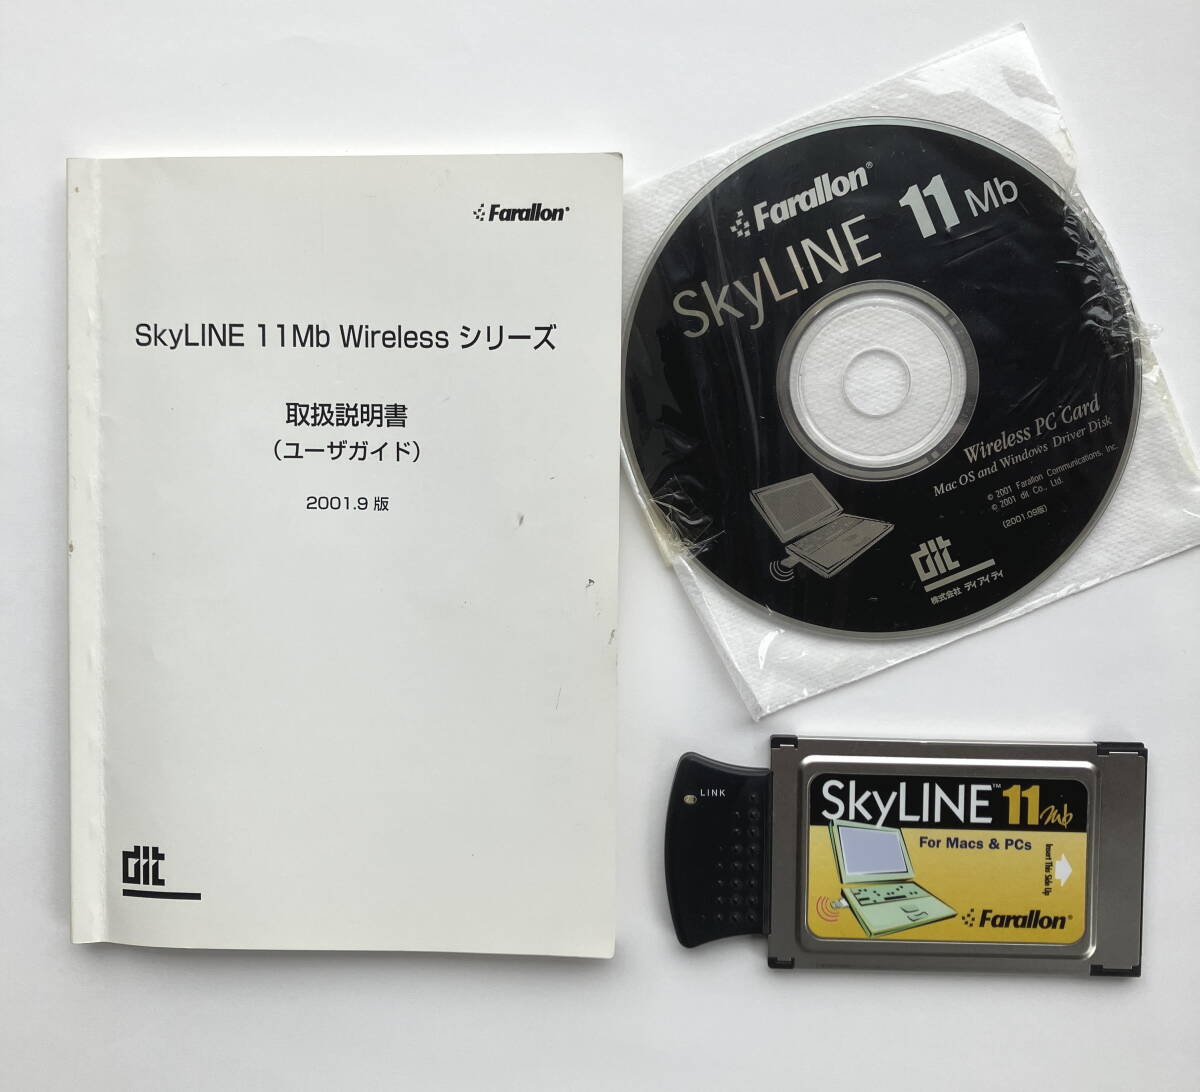 Farallon®
SkyLINE 11Mb Wireless シリーズ
取扱説明書
(ユーザガイド)
2001.9 版
dit
Farallon®
SkyLINE 11 Mb
Wireless PC Card
Mac OS and Windows Driver Disk
© 2001 Farallon Communications, Inc.
© 2001 dit Co., Ltd.
(2001.09版)
dit
株式会社 ディアイティ
LINK
SkyLINE™ 11Mb
For Macs & PCs
Insert This Side Up
Farallon®